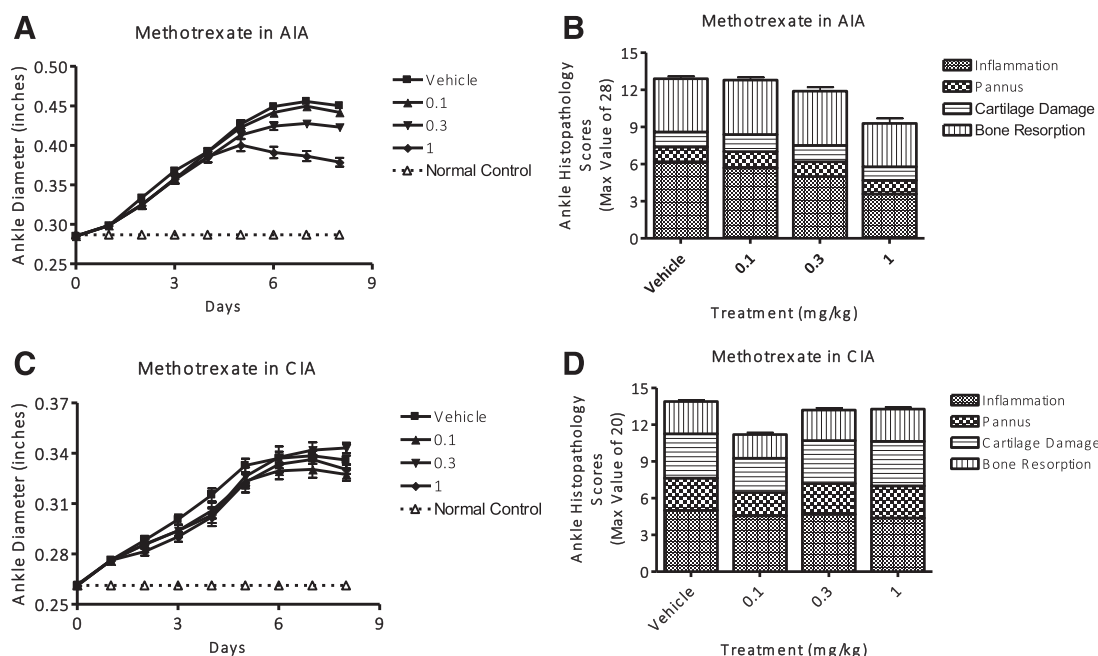 A
Methotrexate in AIA
Ankle Diameter (inches)
0.50
0.45
0.40
0.35
0.30
0.25
0
3
6
9
Days
Vehicle
0.1
0.3
1
Normal Control
B
Methotrexate in AIA
Ankle Histopathology
Scores
(Max Value of 28)
15
12
9
6
3
0
Vehicle
0.1
0.3
1
Treatment (mg/kg)
Inflammation
Pannus
Cartilage Damage
Bone Resorption
C
Methotrexate in CIA
Ankle Diameter (inches)
0.37
0.34
0.31
0.28
0.25
0
3
6
9
Days
Vehicle
0.1
0.3
1
Normal Control
D
Methotrexate in CIA
Ankle Histopathology
Scores
(Max Value of 20)
15
12
9
6
3
0
Vehicle
0.1
0.3
1
Treatment (mg/kg)
Inflammation
Pannus
Cartilage Damage
Bone Resorption